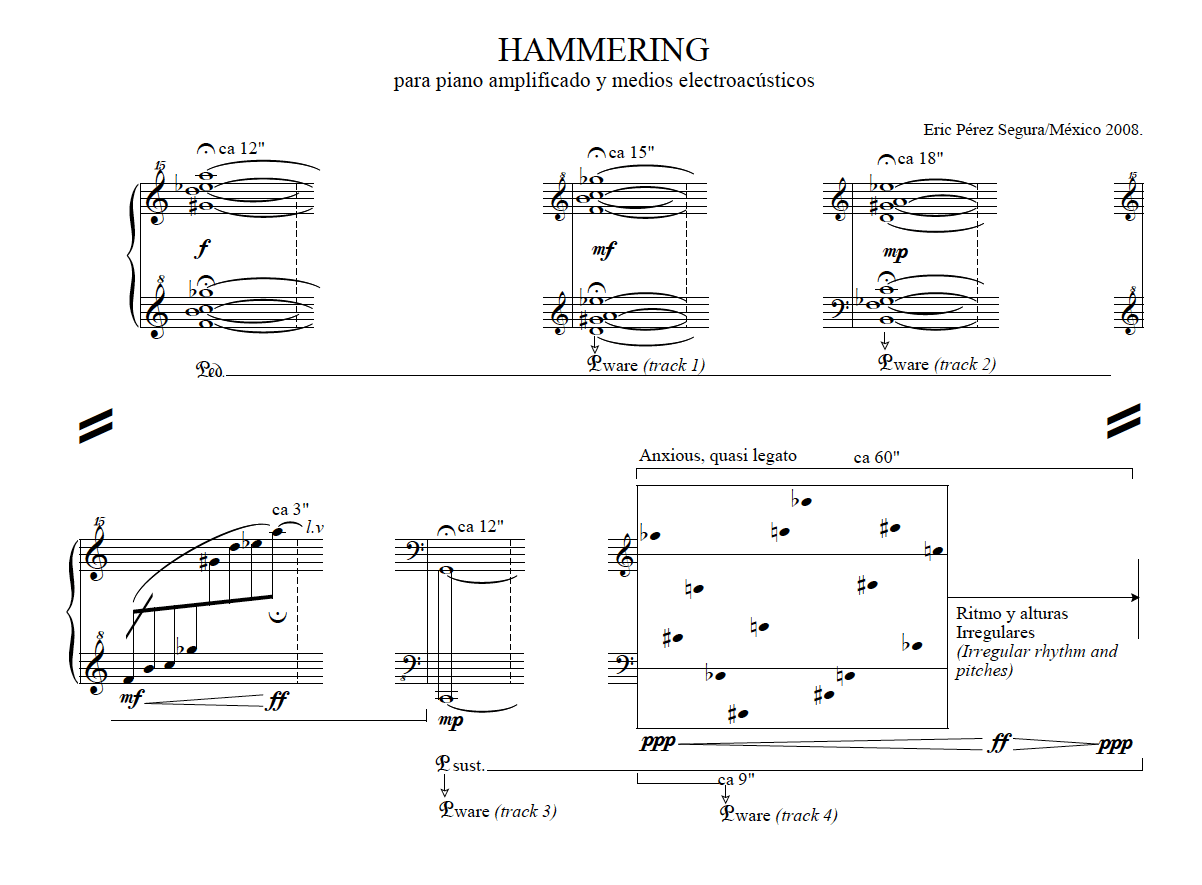 HAMMERING
para piano amplificado y medios electroacústicos
Eric Pérez Segura/México 2008.
ca 12"
ca 15"
ca 18"
15
8
15
f
mf
mp
8
8
Ped.
Pware (track 1)
Pware (track 2)
Anxious, quasi legato
ca 60"
ca 3"
l.v
ca 12"
15
8
8
Ritmo y alturas
Irregulares
(Irregular rhythm and
pitches)
mf
ff
mp
ppp
ff
ppp
P sust.
ca 9"
Pware (track 3)
Pware (track 4)